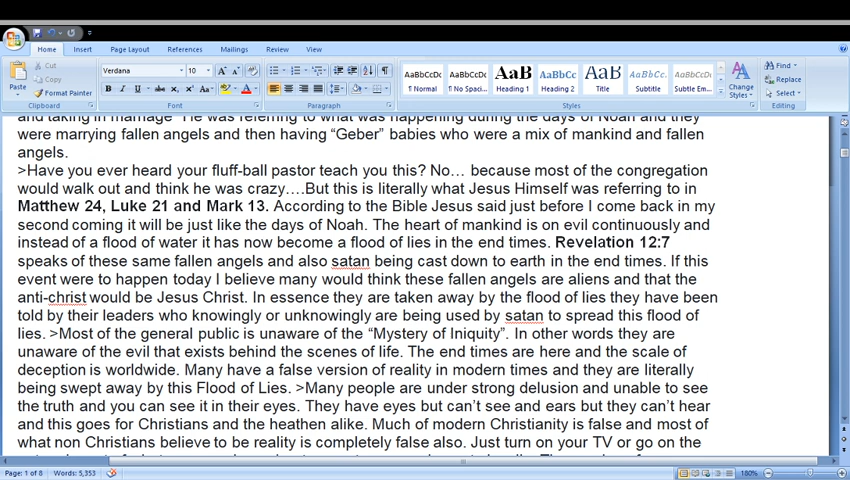 Home Insert Page Layout References Mailings Review View
Paste
Cut
Copy
Format Painter
Clipboard
Verdana 10
Font
Paragraph
AaBbCcDc AaBbCcDc AaBb AaBbCc AaBb AaBbCc. AaBbCcDc
¶ Normal ¶ No Spaci... Heading 1 Heading 2 Title Subtitle Subtle Em...
Change
Styles
Styles
Find
Replace
Select
Editing
and taking in marriage" He was referring to what was happening during the days of Noah and they
were marrying fallen angels and then having “Geber” babies who were a mix of mankind and fallen
angels.
>Have you ever heard your fluff-ball pastor teach you this? No… because most of the congregation
would walk out and think he was crazy….But this is literally what Jesus Himself was referring to in
Matthew 24, Luke 21 and Mark 13. According to the Bible Jesus said just before I come back in my
second coming it will be just like the days of Noah. The heart of mankind is on evil continuously and
instead of a flood of water it has now become a flood of lies in the end times. Revelation 12:7
speaks of these same fallen angels and also satan being cast down to earth in the end times. If this
event were to happen today I believe many would think these fallen angels are aliens and that the
anti-christ would be Jesus Christ. In essence they are taken away by the flood of lies they have been
told by their leaders who knowingly or unknowingly are being used by satan to spread this flood of
lies. >Most of the general public is unaware of the “Mystery of Iniquity”. In other words they are
unaware of the evil that exists behind the scenes of life. The end times are here and the scale of
deception is worldwide. Many have a false version of reality in modern times and they are literally
being swept away by this Flood of Lies. >Many people are under strong delusion and unable to see
the truth and you can see it in their eyes. They have eyes but can’t see and ears but they can’t hear
and this goes for Christians and the heathen alike. Much of modern Christianity is false and most of
what non Christians believe to be reality is completely false also. Just turn on your TV or go on the
Page: 1 of 8 Words: 5,353 180%